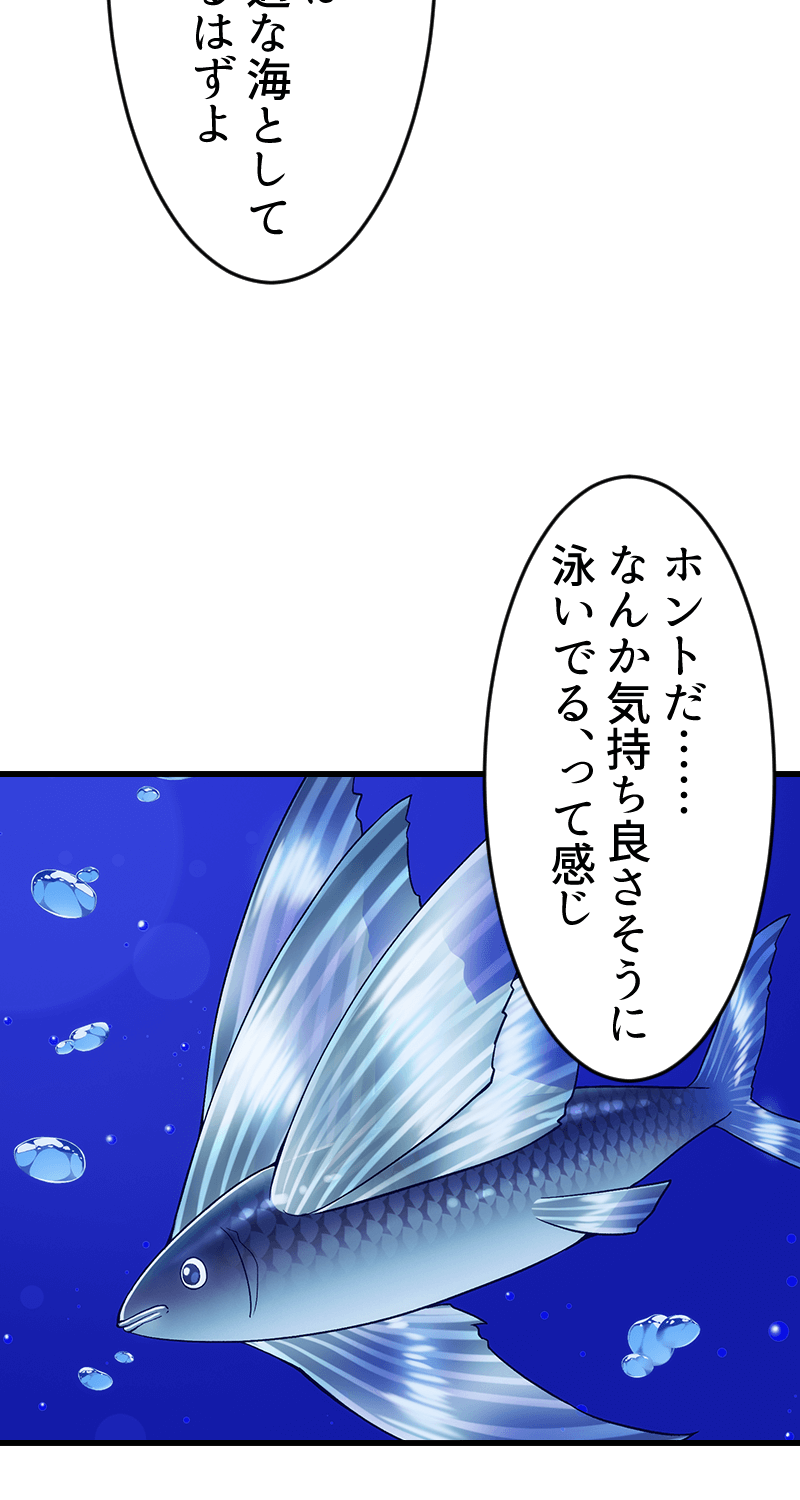 な海として
るはずよ
ホントだ……
なんか気持ち良さそうに
泳いでる、って感じ